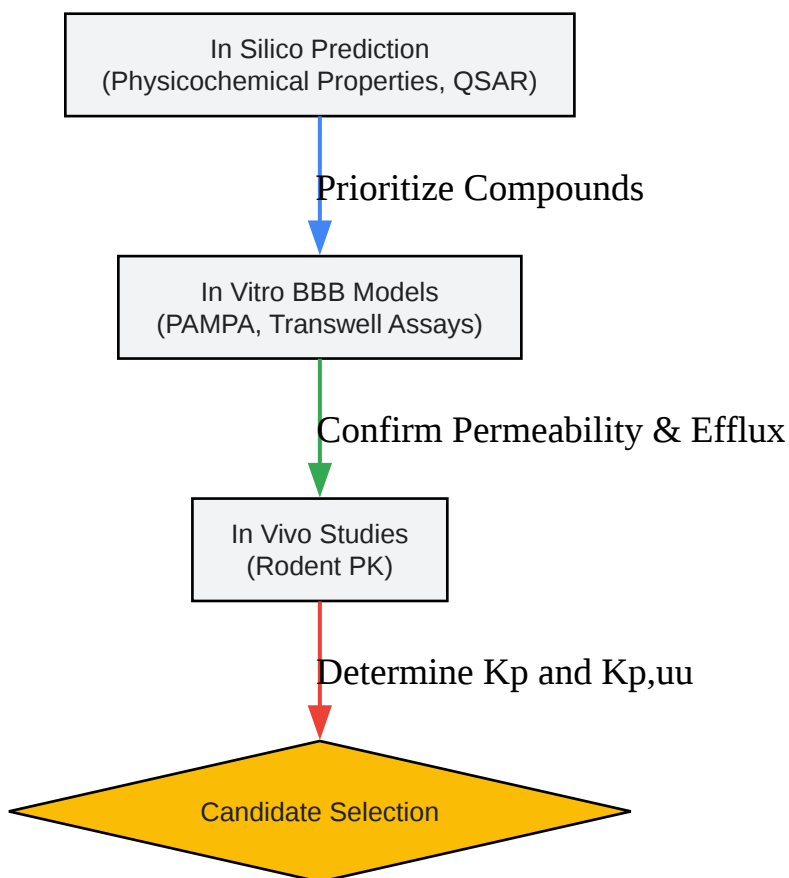 In Silico Prediction
(Physicochemical Properties, QSAR)
Prioritize Compounds
In Vitro BBB Models
(PAMPA, Transwell Assays)
Confirm Permeability & Efflux
In Vivo Studies
(Rodent PK)
Determine Kp and Kp,uu
Candidate Selection